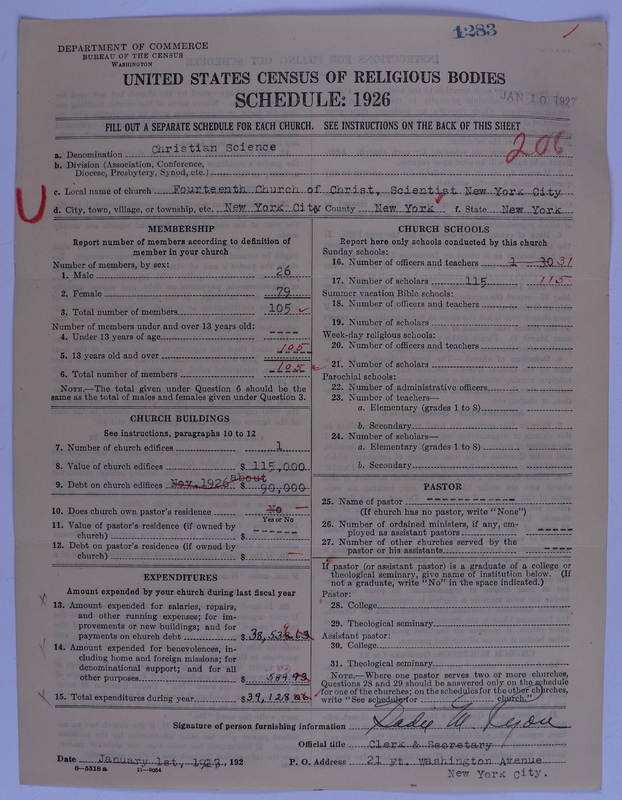 1283
DEPARTMENT OF COMMERCE
BUREAU OF THE CENSUS
WASHINGTON
UNITED STATES CENSUS OF RELIGIOUS BODIES
SCHEDULE: 1926
JAN 10 1927
FILL OUT A SEPARATE SCHEDULE FOR EACH CHURCH. SEE INSTRUCTIONS ON THE BACK OF THIS SHEET
206
a. Denomination Christian Science
b. Division (Association, Conference, Diocese, Presbytery, Synod, etc.)
c. Local name of church Fourteenth Church of Christ, Scientist New York City
d. City, town, village, or township, etc. New York City County New York f. State New York
MEMBERSHIP
Report number of members according to definition of member in your church
Number of members, by sex:
1. Male 26
2. Female 79
3. Total number of members 105
Number of members under and over 13 years old:
4. Under 13 years of age ----
5. 13 years old and over 105
6. Total number of members 105
NOTE.—The total given under Question 6 should be the same as the total of males and females given under Question 3.
CHURCH BUILDINGS
See instructions, paragraphs 10 to 12
7. Number of church edifices 1
8. Value of church edifices $ 115,000
9. Debt on church edifices Nov. 1926 about $ 90,000
10. Does church own pastor's residence No
Yes or No
11. Value of pastor's residence (if owned by church) $ ------
12. Debt on pastor's residence (if owned by church) $ —
EXPENDITURES
Amount expended by your church during last fiscal year
13. Amount expended for salaries, repairs, and other running expenses; for improvements or new buildings; and for payments on church debt $ 38,53
14. Amount expended for benevolences, including home and foreign missions; for denominational support; and for all other purposes $ 589.93
15. Total expenditures during year $ 39,128
CHURCH SCHOOLS
Report here only schools conducted by this church
Sunday schools:
16. Number of officers and teachers 1 30 31
17. Number of scholars 115 115
Summer vacation Bible schools:
18. Number of officers and teachers
19. Number of scholars
Week-day religious schools:
20. Number of officers and teachers
21. Number of scholars
Parochial schools:
22. Number of administrative officers
23. Number of teachers—
a. Elementary (grades 1 to 8)
b. Secondary
24. Number of scholars—
a. Elementary (grades 1 to 8)
b. Secondary
PASTOR
25. Name of pastor ------------
(If church has no pastor, write "None")
26. Number of ordained ministers, if any, employed as assistant pastors -----
27. Number of other churches served by the pastor or his assistants ----
If pastor (or assistant pastor) is a graduate of a college or theological seminary, give name of institution below. (If not a graduate, write "No" in the space indicated.)
Pastor:
28. College
29. Theological seminary
Assistant pastor:
30. College
31. Theological seminary
NOTE.—Where one pastor serves two or more churches, Questions 28 and 29 should be answered only on the schedule for one of the churches; on the schedules for the other churches, write "See schedule for church."
Signature of person furnishing information Sadie M. Ryon
Official title Clerk & Secretary
Date January 1st, 1927, 192 P. O. Address 21 Ft. Washington Avenue
8-5518a 11-9054 New York City.